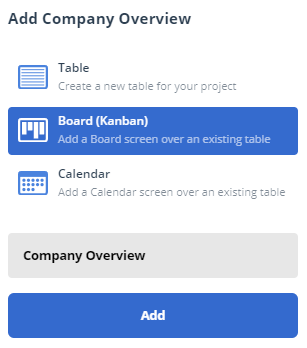 Add Company Overview
Table
Create a new table for your project
Board (Kanban)
Add a Board screen over an existing table
Calendar
Add a Calendar screen over an existing table
Company Overview
Add